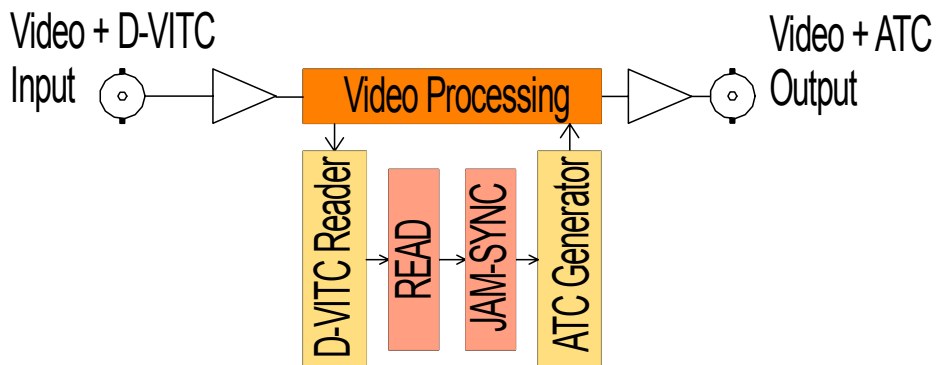 Video + D-VITC
Input
Video Processing
Video + ATC
Output
D-VITC Reader
READ
JAM-SYNC
ATC Generator